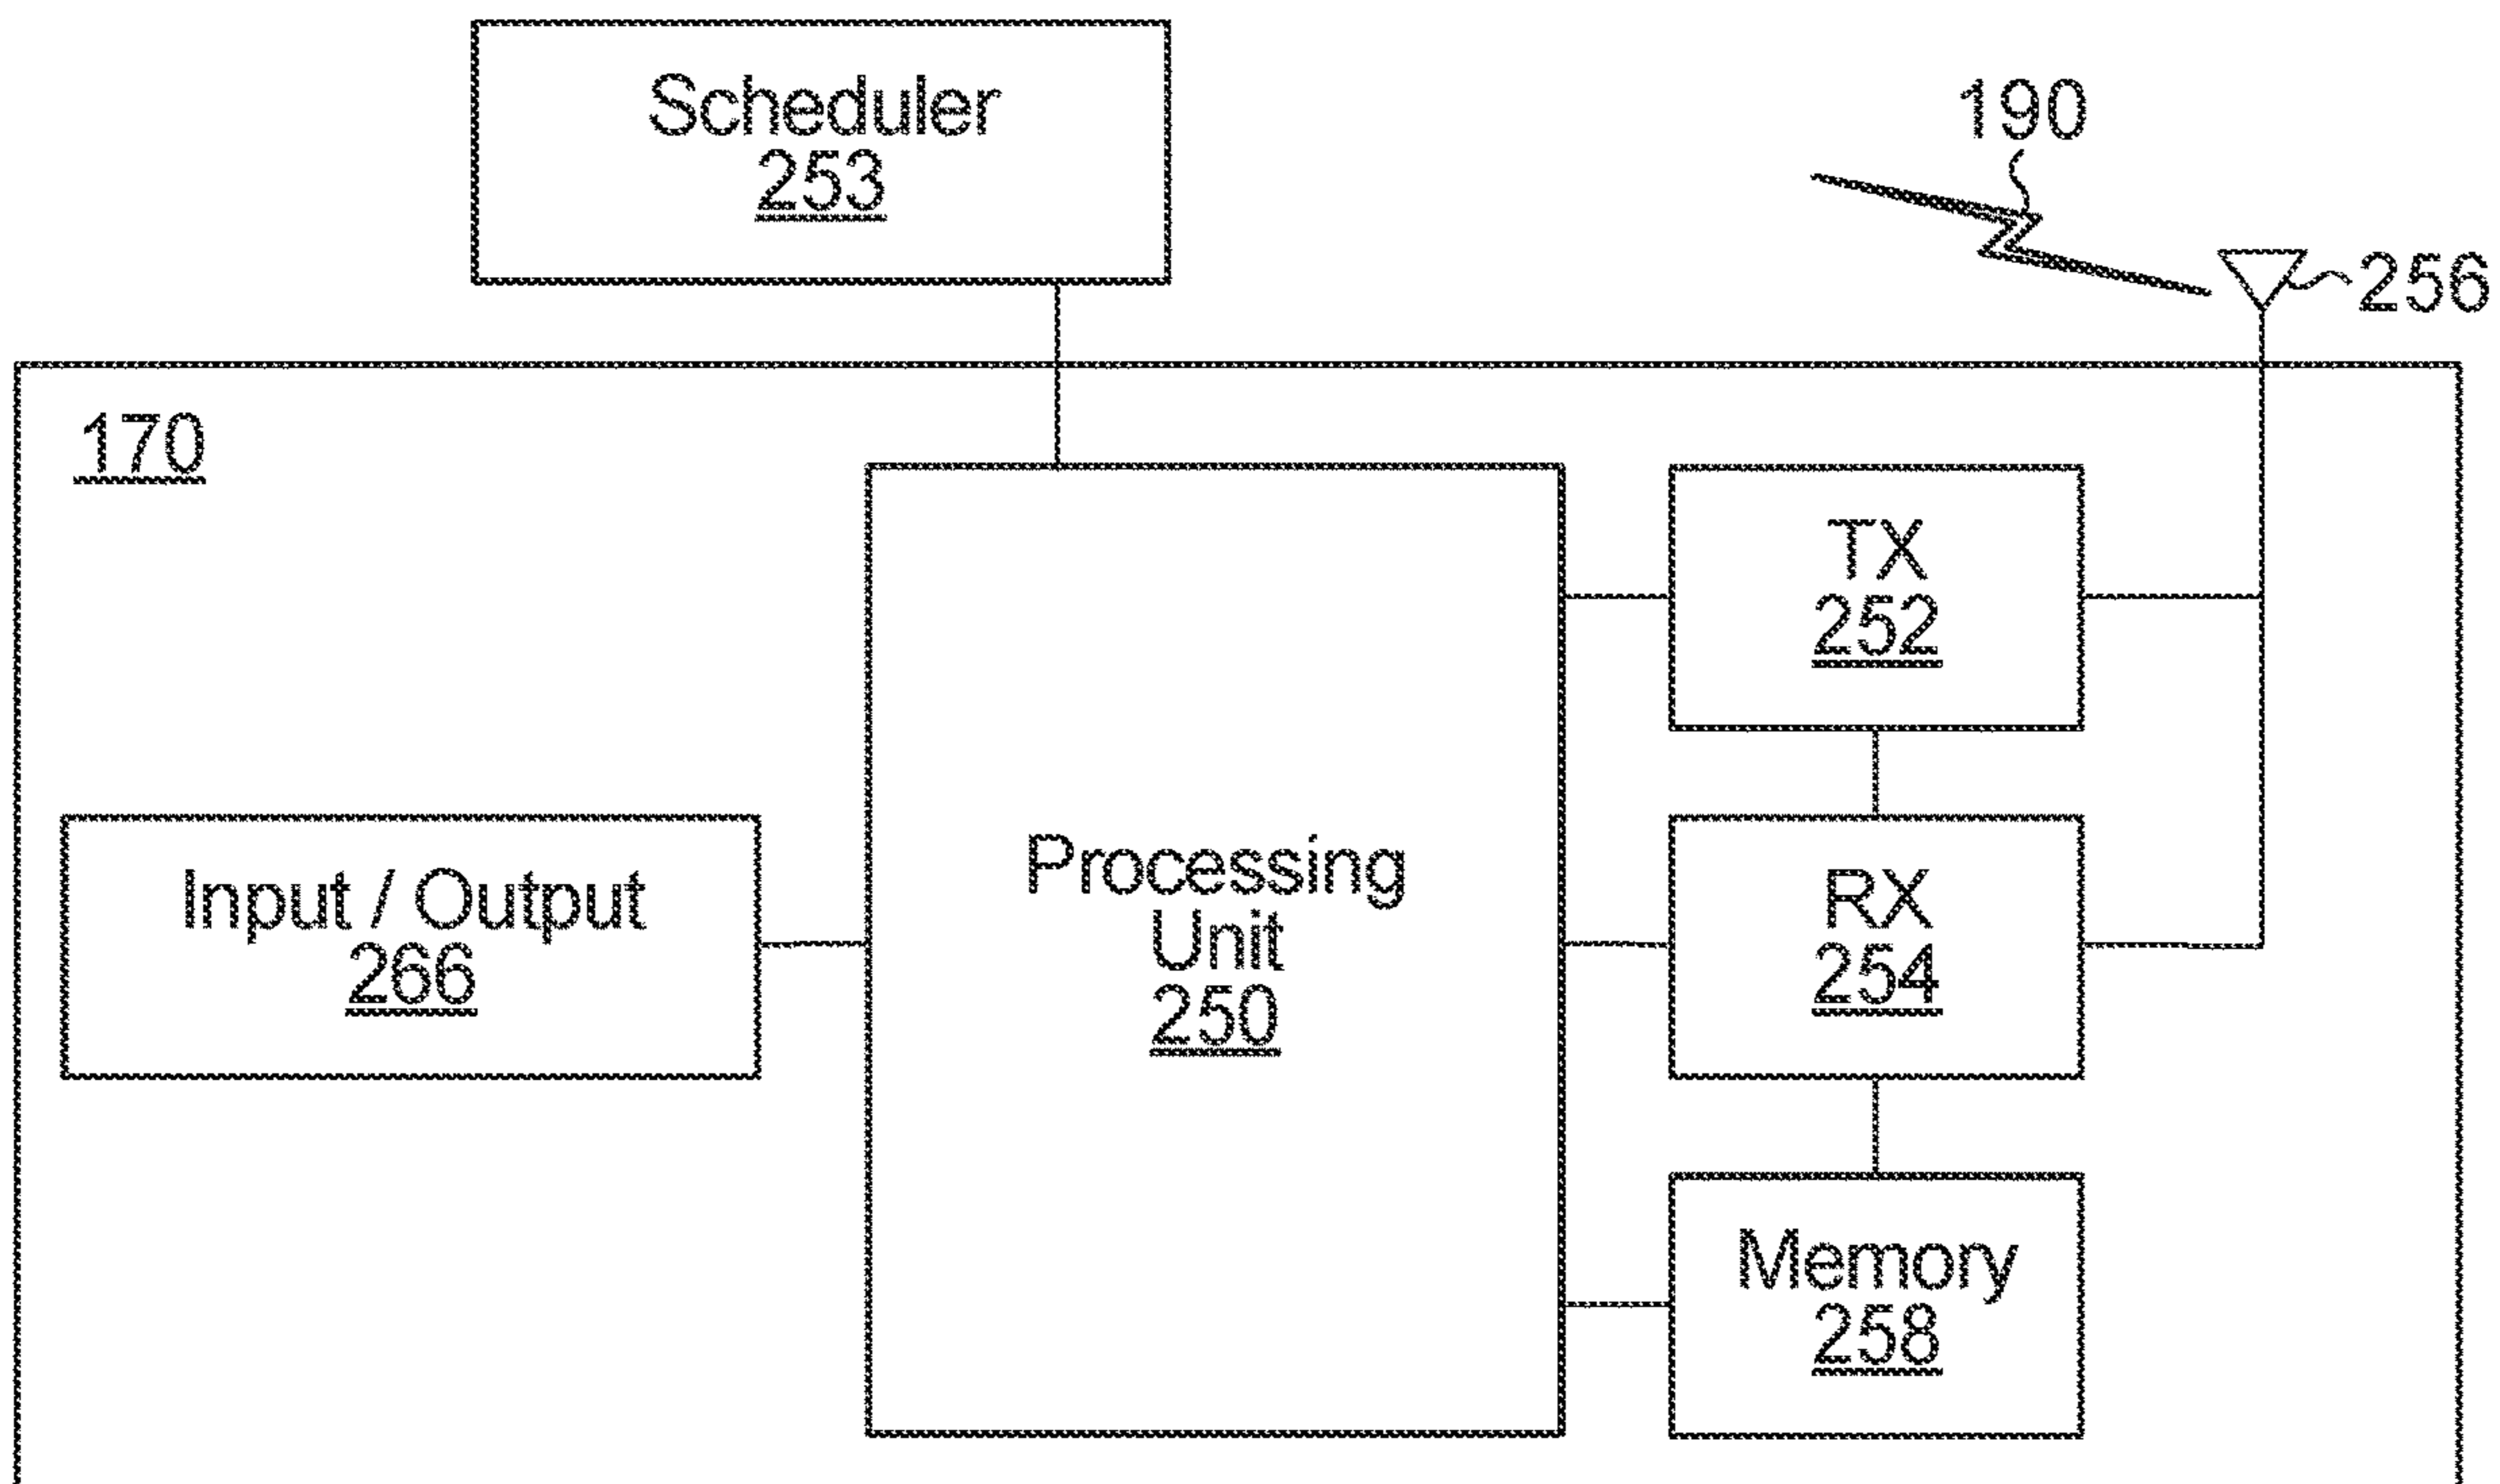 Scheduler
253
190
256
170
TX
252
Input / Output
266
Processing
Unit
250
RX
254
Memory
258